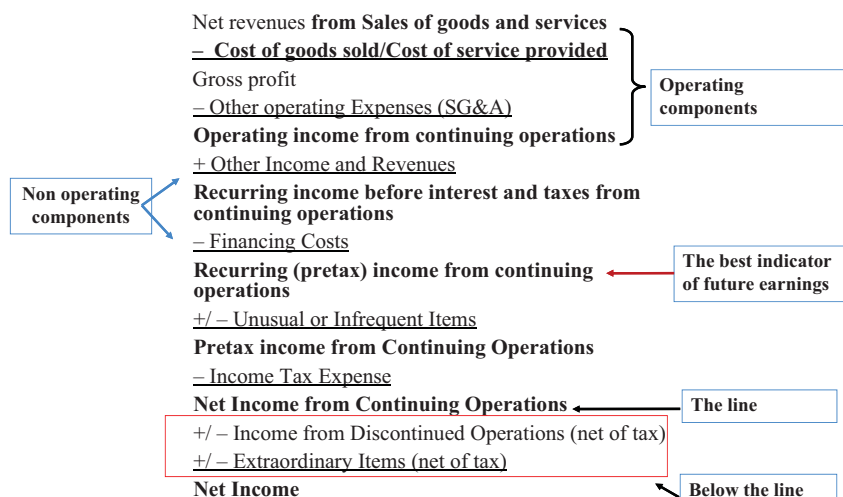 Net revenues from Sales of goods and services
– Cost of goods sold/Cost of service provided
Gross profit
– Other operating Expenses (SG&A)
Operating income from continuing operations
+ Other Income and Revenues
Recurring income before interest and taxes from
continuing operations
– Financing Costs
Recurring (pretax) income from continuing
operations
+/ – Unusual or Infrequent Items
Pretax income from Continuing Operations
– Income Tax Expense
Net Income from Continuing Operations
+/ – Income from Discontinued Operations (net of tax)
+/ – Extraordinary Items (net of tax)
Net Income
Operating
components
Non operating
components
The best indicator
of future earnings
The line
Below the line